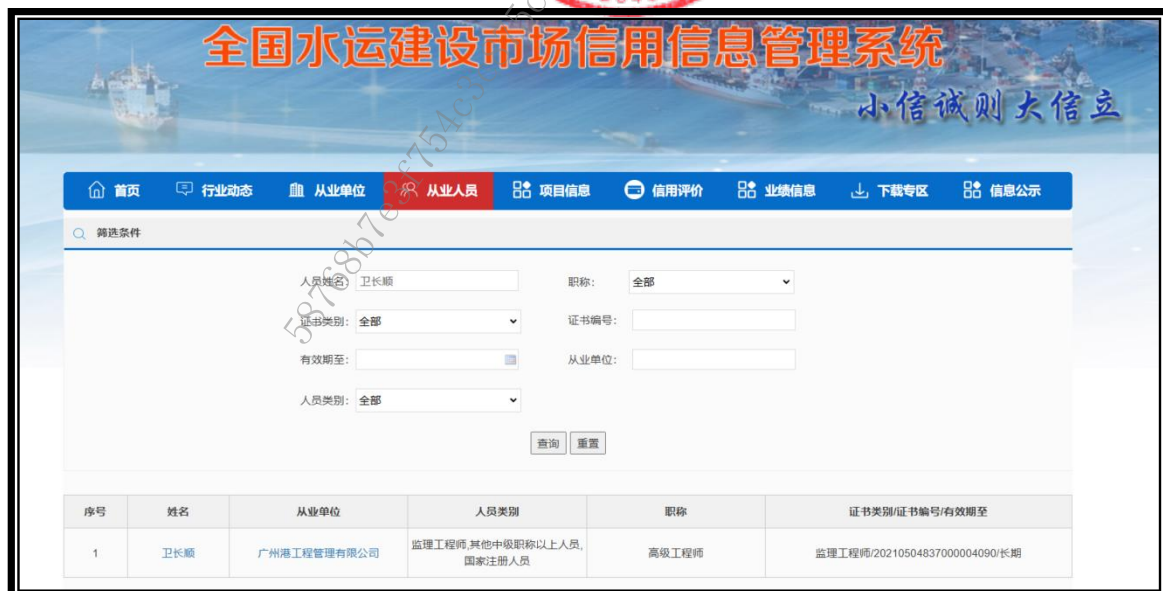 全国水运建设市场信用信息管理系统
小信诚则大信立
首页 行业动态 从业单位 从业人员 项目信息 信用评价 业绩信息 下载专区 信息公示
筛选条件
人员姓名: 卫长顺 职称: 全部
证书类别: 全部 证书编号:
有效期至: 从业单位:
人员类别: 全部
查询 重置
序号 姓名 从业单位 人员类别 职称 证书类别/证书编号/有效期至
1 卫长顺 广州港工程管理有限公司 监理工程师,其他中级职称以上人员,国家注册人员 高级工程师 监理工程师/20210504837000004090/长期